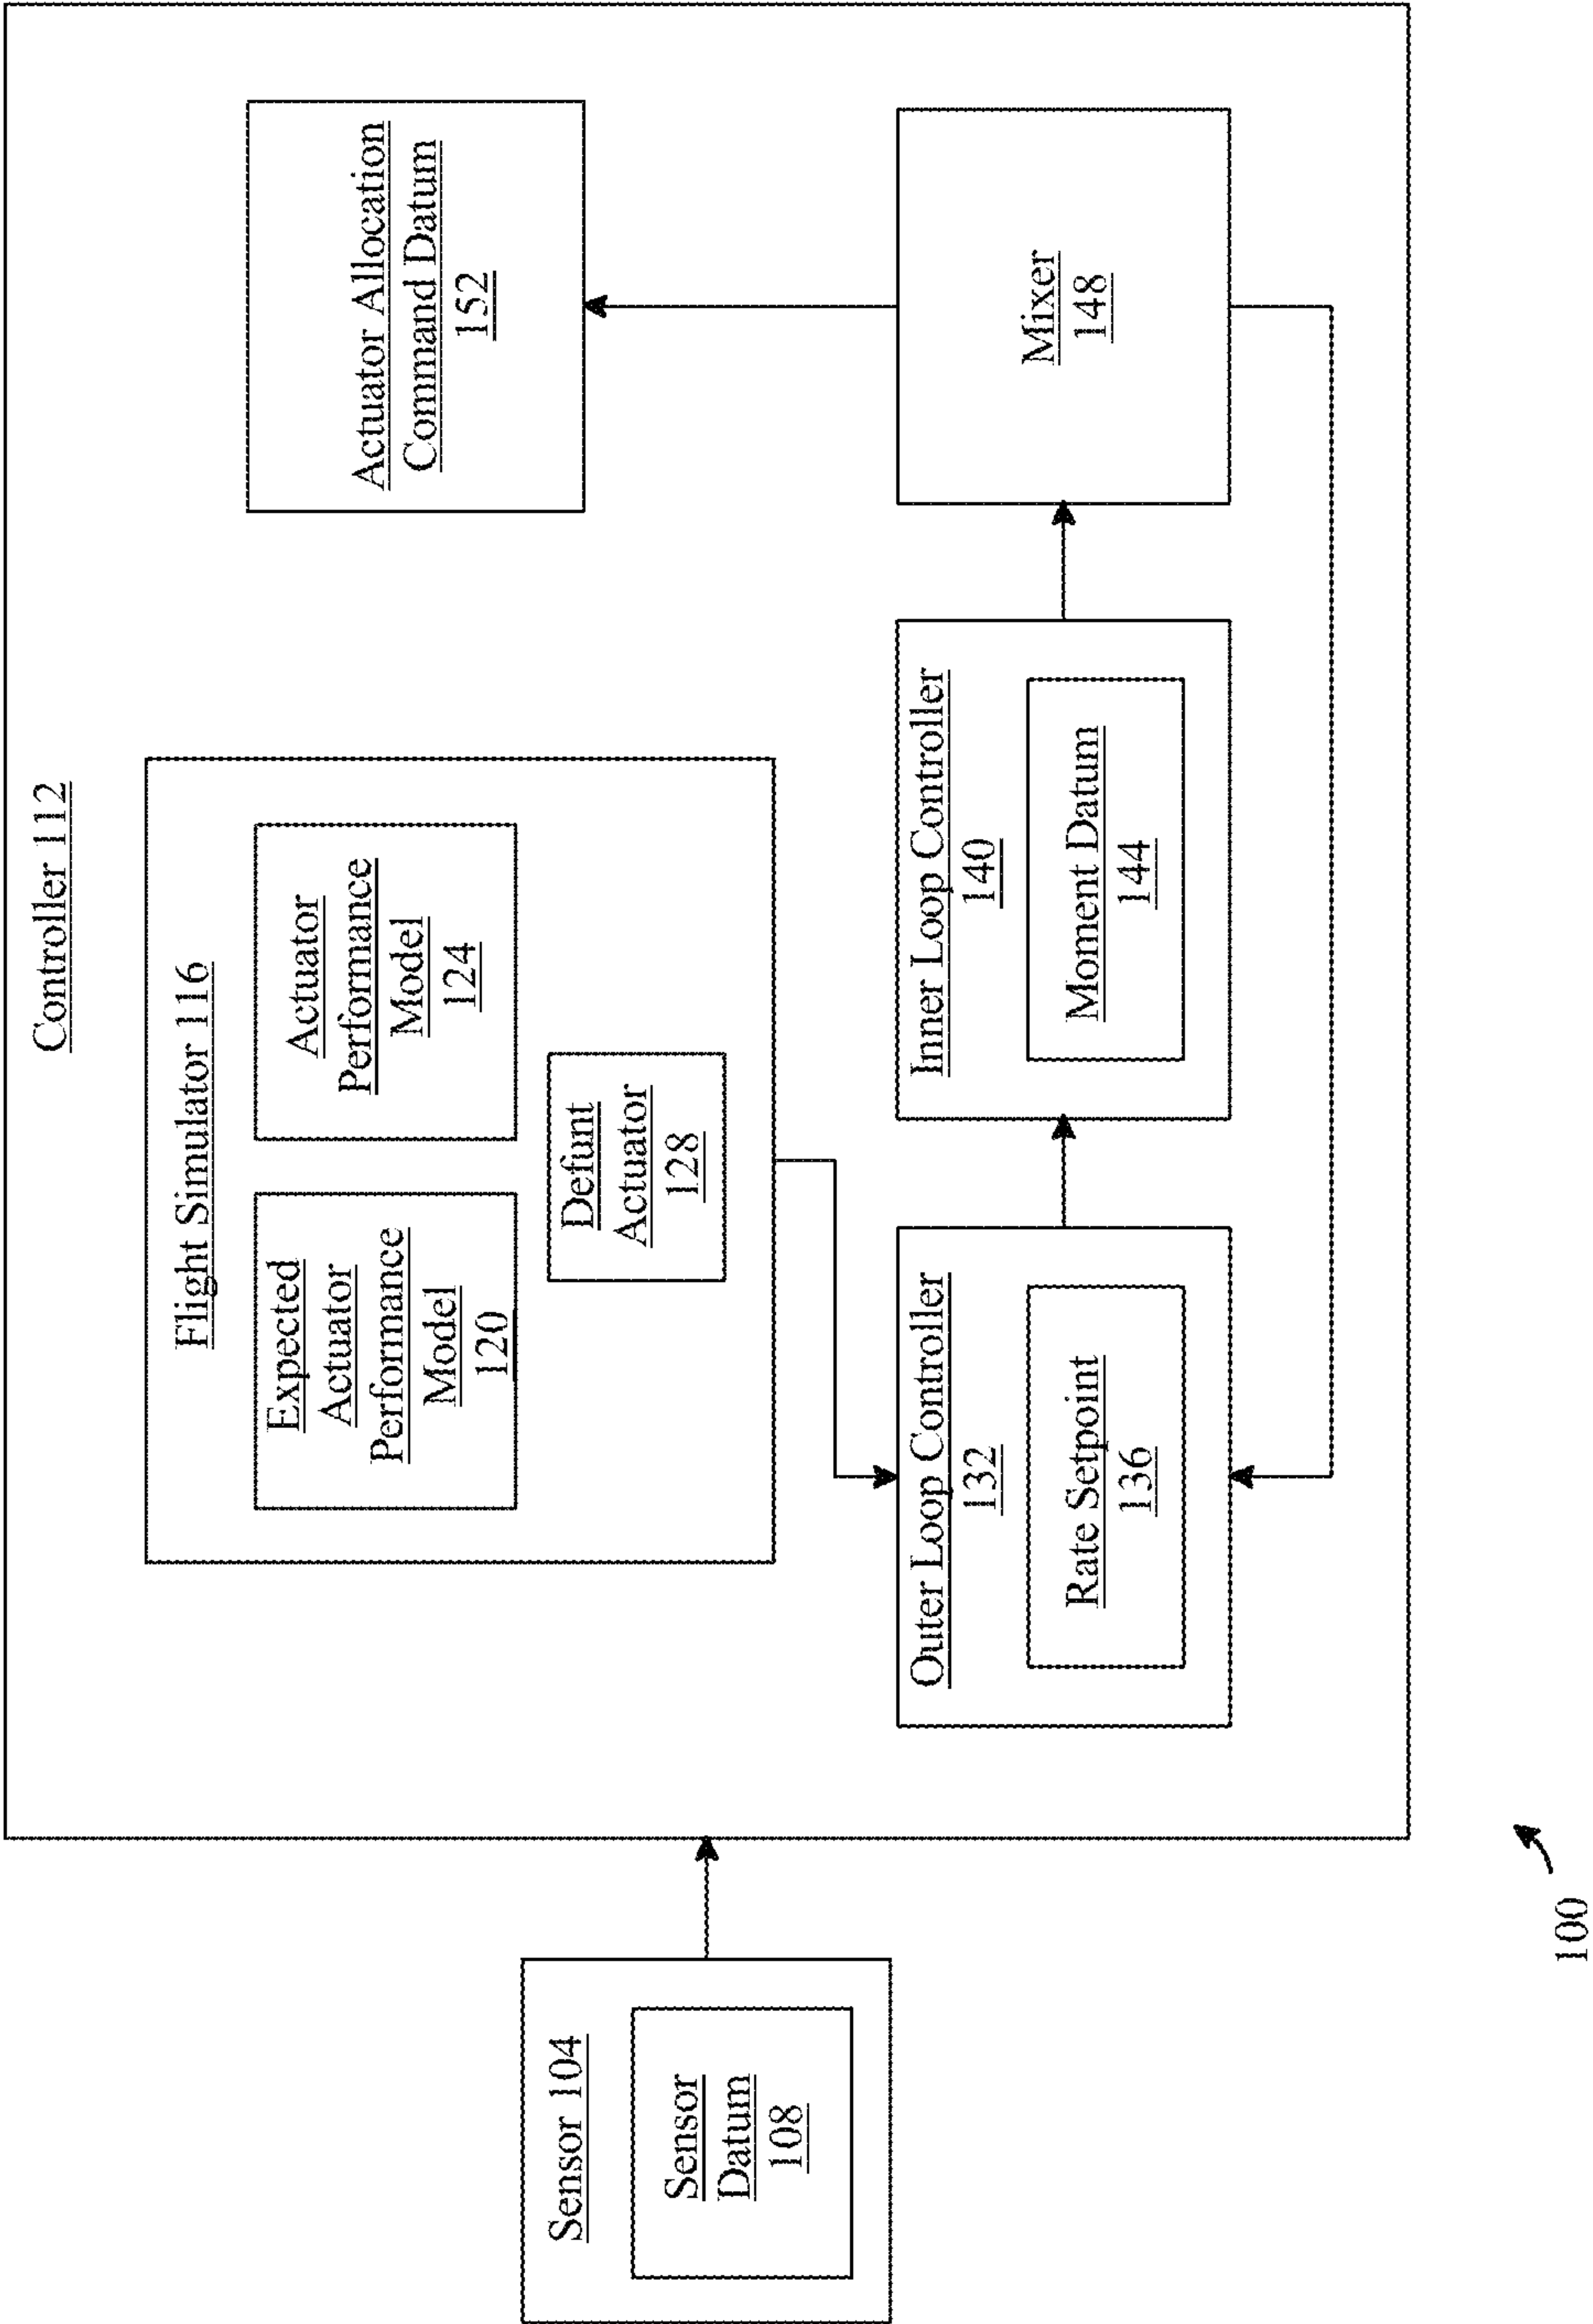 Controller 112
Flight Simulator 116
Expected
Actuator
Performance
Model
120
Actuator
Performance
Model
124
Defunt
Actuator
128
Actuator Allocation
Command Datum
152
Sensor 104
Sensor
Datum
108
Outer Loop Controller
132
Rate Setpoint
136
Inner Loop Controller
140
Moment Datum
144
Mixer
148
100